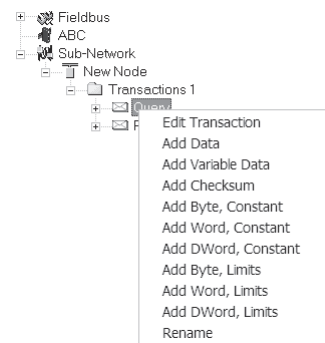 Fieldbus
ABC
Sub-Network
New Node
Transactions 1
Query
Edit Transaction
Add Data
Add Variable Data
Add Checksum
Add Byte, Constant
Add Word, Constant
Add DWord, Constant
Add Byte, Limits
Add Word, Limits
Add DWord, Limits
Rename